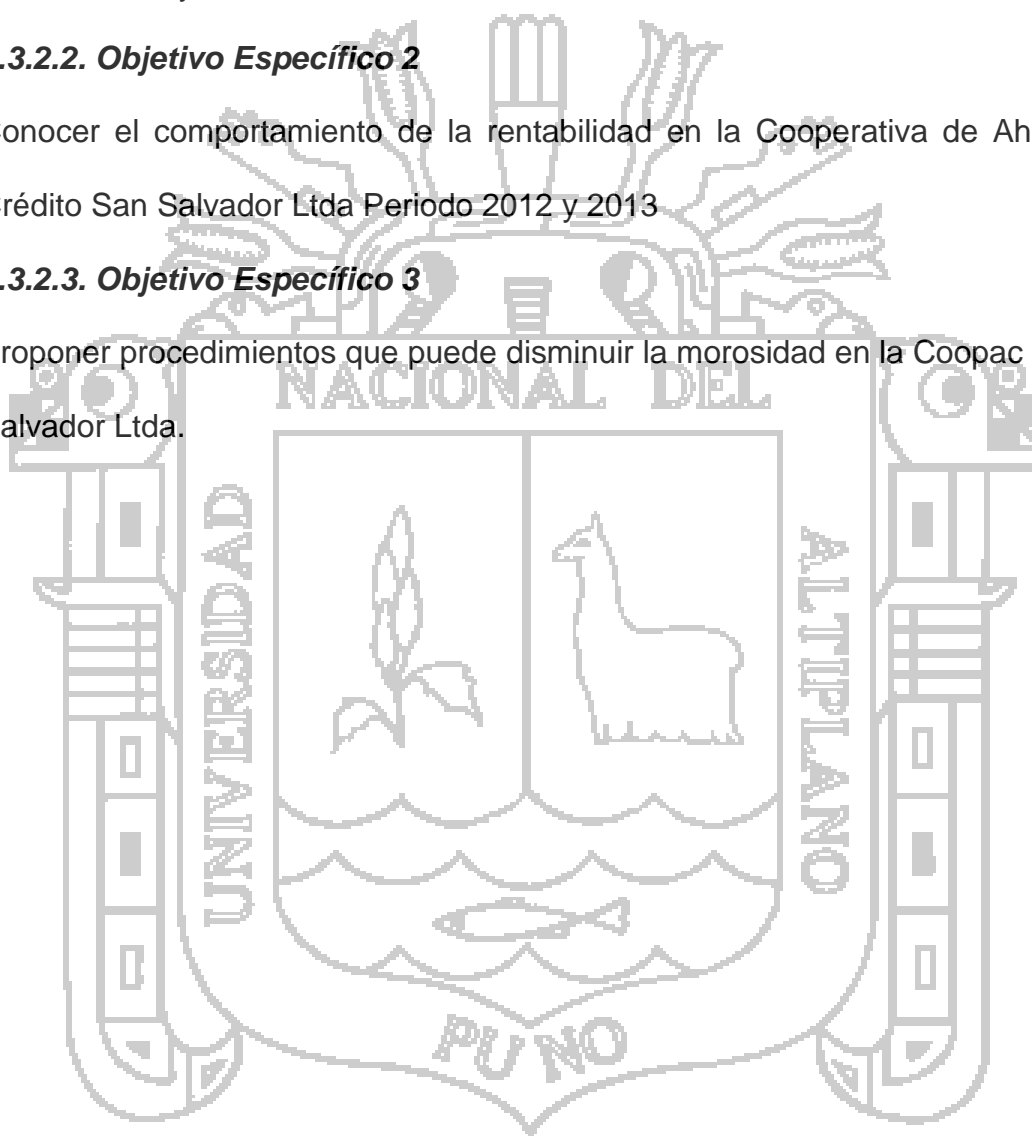 .3.2.2. Objetivo Específico 2
onocer el comportamiento de la rentabilidad en la Cooperativa de Ah
rédito San Salvador Ltda Periodo 2012 y 2013
.3.2.3. Objetivo Específico 3
roponer procedimientos que puede disminuir la morosidad en la Coopac
alvador Ltda.
NACIONAL DEL
UNIVERSIDAD
ALTIPLANO
PUNO